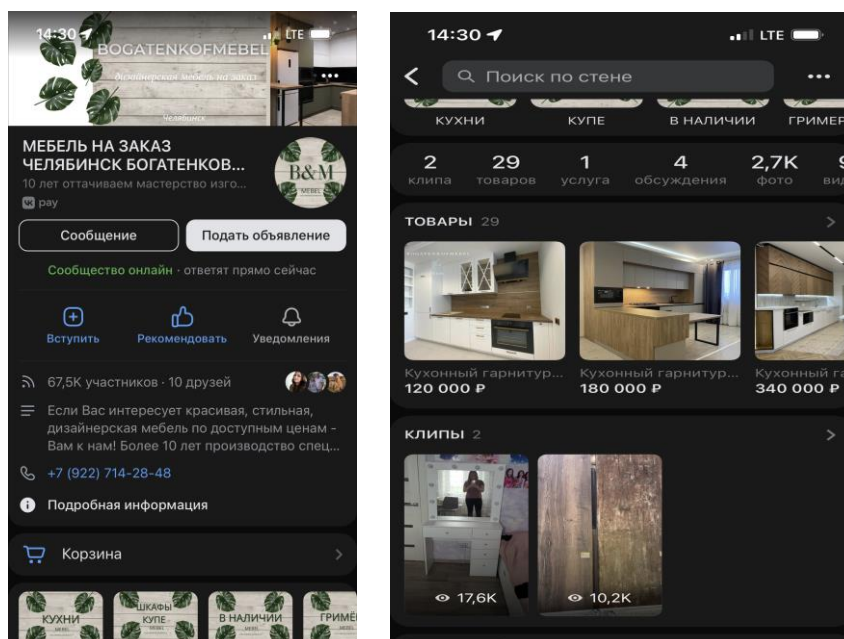 14:30
LTE
BOGATENKOFMEBEL
дизайнерская мебель на заказ
Челябинск
МЕБЕЛЬ НА ЗАКАЗ
ЧЕЛЯБИНСК БОГАТЕНКОВ...
10 лет оттачиваем мастерство изго...
pay
B&M
MEBEL
Сообщение
Подать объявление
Сообщество онлайн · ответят прямо сейчас
Вступить
Рекомендовать
Уведомления
67,5K участников · 10 друзей
Если Вас интересует красивая, стильная,
дизайнерская мебель по доступным ценам -
Вам к нам! Более 10 лет производство спец...
+7 (922) 714-28-48
Подробная информация
Корзина
КУХНИ
ШКАФЫ
КУПЕ
В НАЛИЧИИ
ГРИМЁ
14:30
LTE
Поиск по стене
КУХНИ
КУПЕ
В НАЛИЧИИ
ГРИМЕР
2 клипа
29 товаров
1 услуга
4 обсуждения
2,7K фото
9 ви
ТОВАРЫ 29
Кухонный гарнитур...
120 000 ₽
Кухонный гарнитур...
180 000 ₽
Кухонный га
340 000 ₽
КЛИПЫ 2
17,6K
10,2K